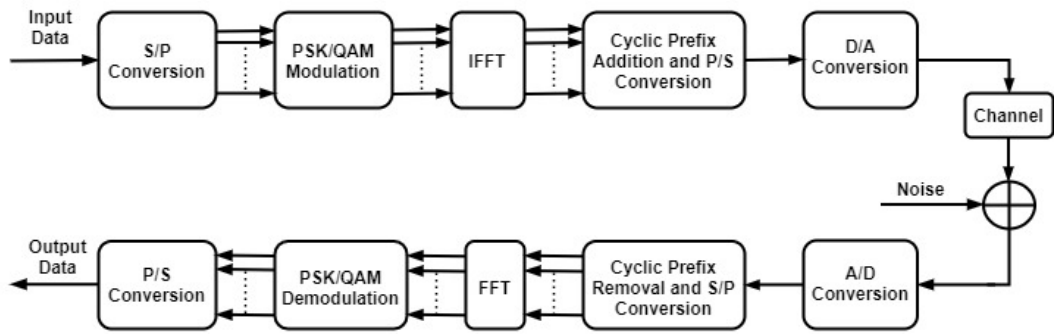 Input
Data
S/P
Conversion
PSK/QAM
Modulation
IFFT
Cyclic Prefix
Addition and P/S
Conversion
D/A
Conversion
Channel
Noise
Output
Data
P/S
Conversion
PSK/QAM
Demodulation
FFT
Cyclic Prefix
Removal and S/P
Conversion
A/D
Conversion